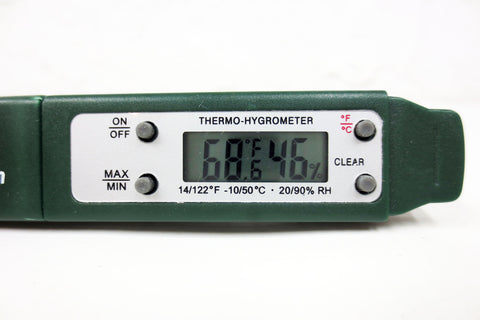 ON
OFF
THERMO-HYGROMETER
°F
°C
68.6°F 46%
MAX
MIN
CLEAR
14/122°F -10/50°C · 20/90% RH